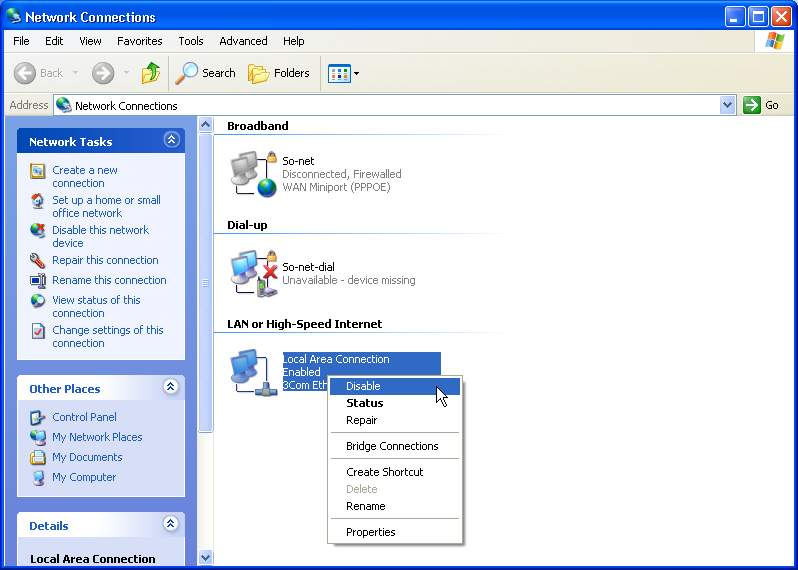 Network Connections
File Edit View Favorites Tools Advanced Help
Back Search Folders
Address Network Connections Go
Network Tasks
Create a new
connection
Set up a home or small
office network
Disable this network
device
Repair this connection
Rename this connection
View status of this
connection
Change settings of this
connection
Other Places
Control Panel
My Network Places
My Documents
My Computer
Details
Local Area Connection
Broadband
So-net
Disconnected, Firewalled
WAN Miniport (PPPOE)
Dial-up
So-net-dial
Unavailable - device missing
LAN or High-Speed Internet
Local Area Connection
Enabled
3Com Eth
Disable
Status
Repair
Bridge Connections
Create Shortcut
Delete
Rename
Properties